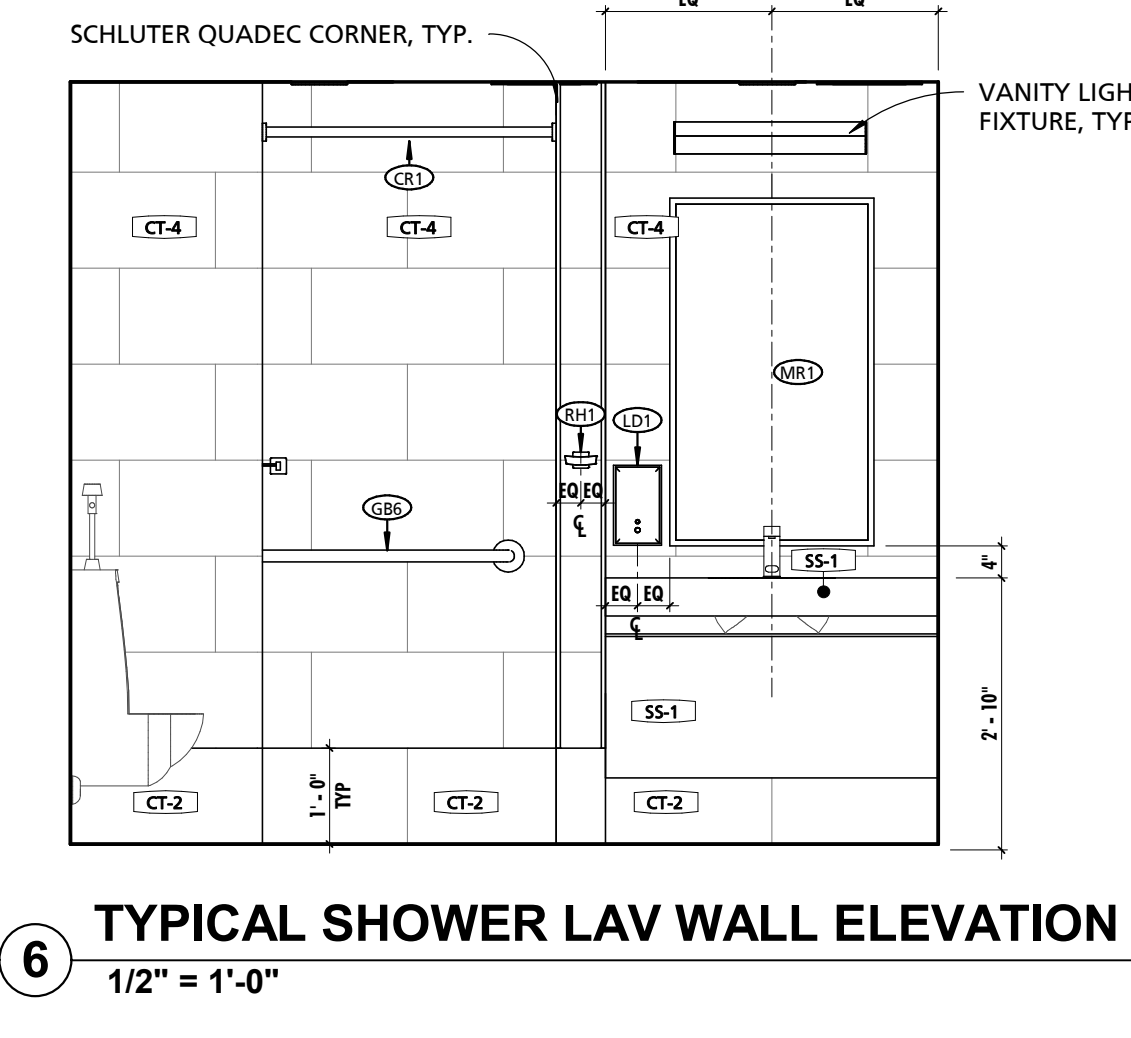 EQ EQ
SCHLUTER QUADEC CORNER, TYP.
VANITY LIGH
FIXTURE, TYP
CR1
CT-4 CT-4 CT-4
MR1
RH1 LD1
EQ EQ
CL
GB6
SS-1
4"
EQ EQ
CL
SS-1
2' - 10"
1' - 0"
TYP
CT-2 CT-2 CT-2
6 TYPICAL SHOWER LAV WALL ELEVATION
1/2" = 1'-0"